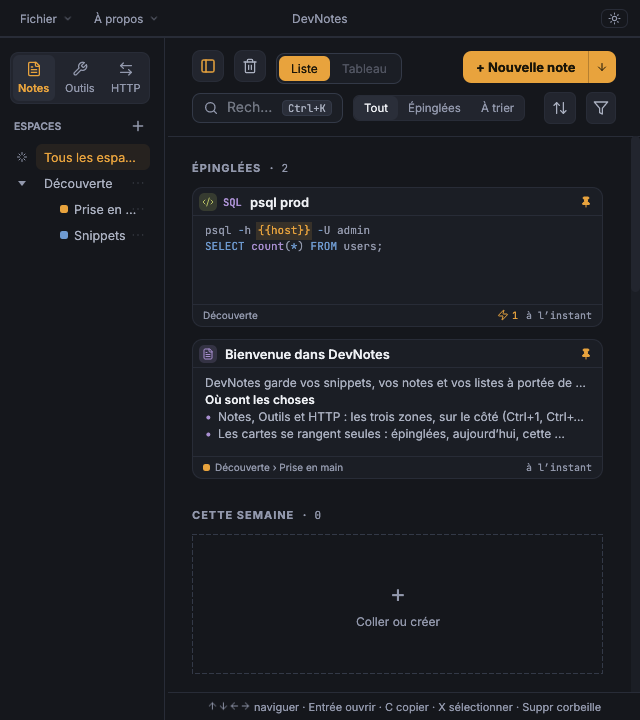 Fichier
À propos
DevNotes
Notes
Outils
HTTP
Liste
Tableau
+ Nouvelle note
Rech...
Ctrl+K
Tout
Épinglées
À trier
ESPACES
Tous les espa...
Découverte
Prise en ...
Snippets
ÉPINGLÉES · 2
SQL psql prod
psql -h {{host}} -U admin
SELECT count(*) FROM users;
Découverte
1 à l’instant
Bienvenue dans DevNotes
DevNotes garde vos snippets, vos notes et vos listes à portée de ...
Où sont les choses
• Notes, Outils et HTTP : les trois zones, sur le côté (Ctrl+1, Ctrl+...
• Les cartes se rangent seules : épinglées, aujourd’hui, cette ...
Découverte › Prise en main
à l’instant
CETTE SEMAINE · 0
Coller ou créer
↑↓←→ naviguer · Entrée ouvrir · C copier · X sélectionner · Suppr corbeille